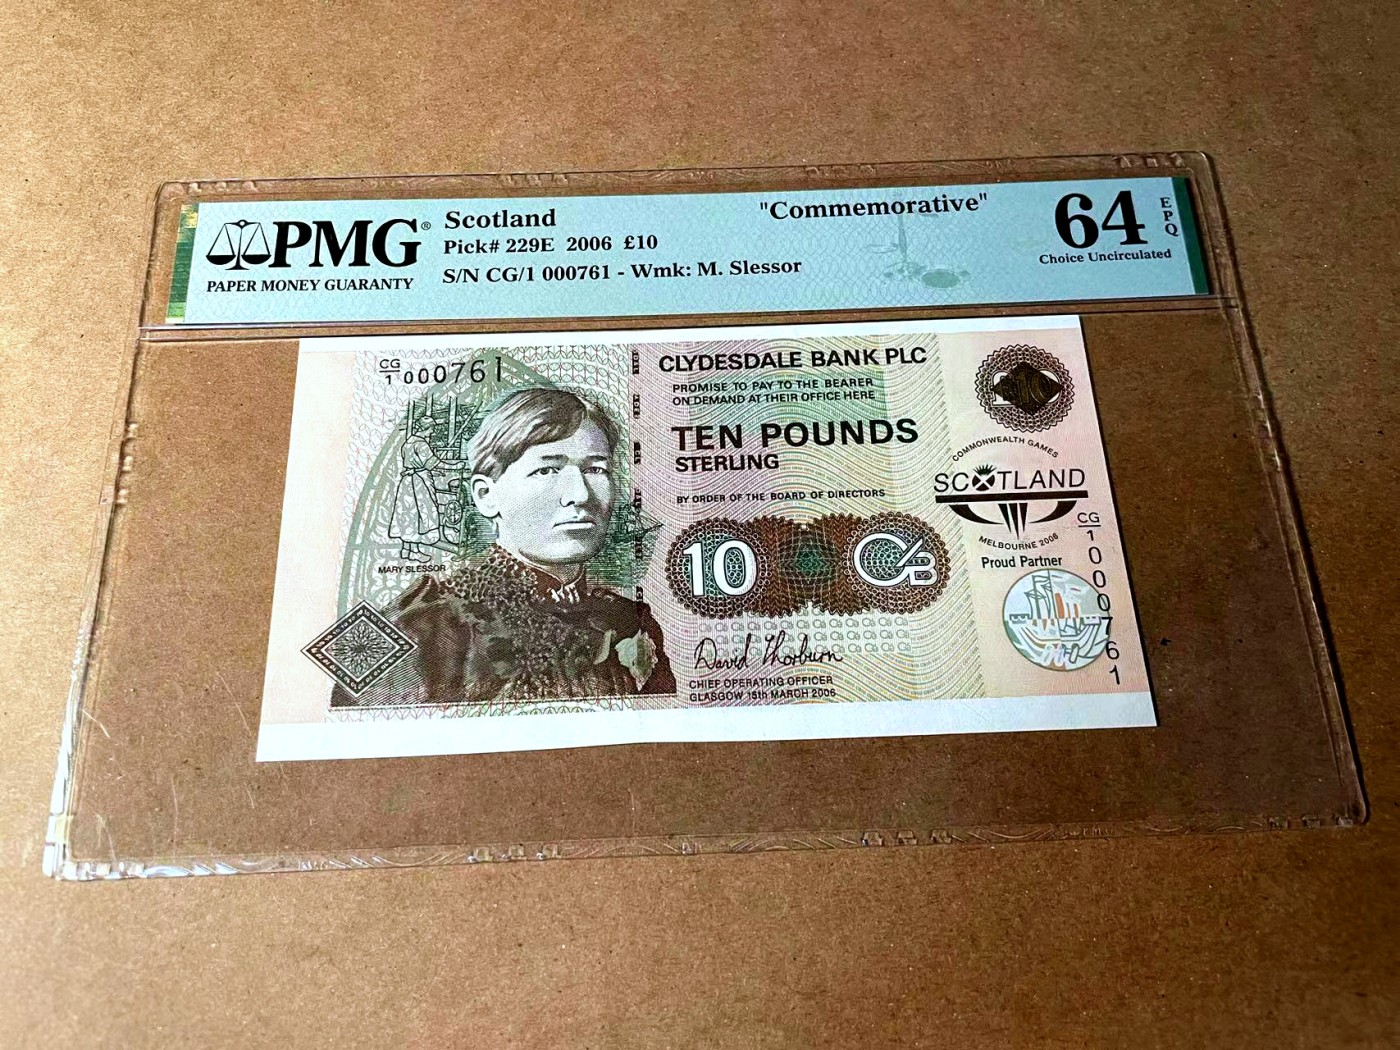 PMG®
PAPER MONEY GUARANTY
Scotland
Pick# 229E 2006 £10
S/N CG/1 000761 - Wmk: M. Slessor
"Commemorative"
64
EPQ
Choice Uncirculated
CG/1 000761
CLYDESDALE BANK PLC
PROMISE TO PAY TO THE BEARER
ON DEMAND AT THEIR OFFICE HERE
TEN POUNDS
STERLING
BY ORDER OF THE BOARD OF DIRECTORS
£10
COMMONWEALTH GAMES
SCOTLAND
MELBOURNE 2006
Proud Partner
CG/1 000761
MARY SLESSOR
10
CB
David Thorburn
CHIEF OPERATING OFFICER
GLASGOW 15th MARCH 2006